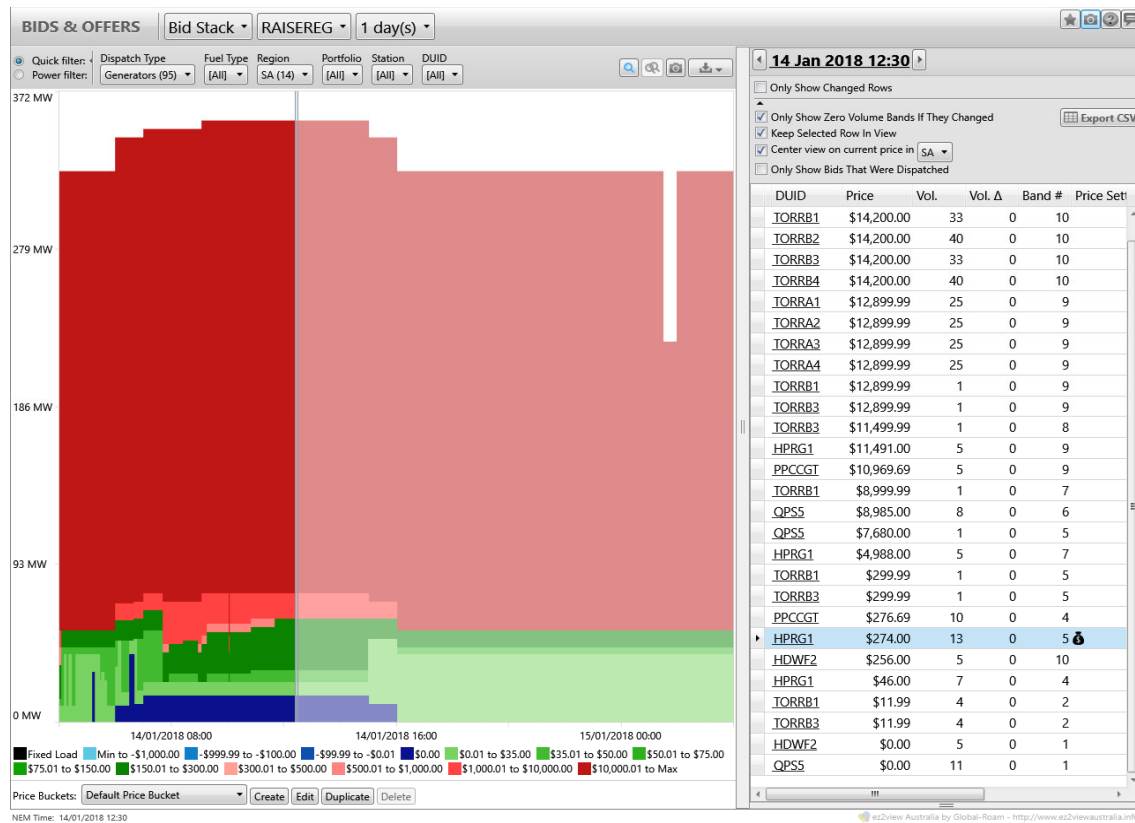 BIDS & OFFERS Bid Stack RAISEREG 1 day(s)
Quick filter:
Power filter:
Dispatch Type Fuel Type Region Portfolio Station DUID
Generators (95) [All] SA (14) [All] [All] [All]
372 MW
279 MW
186 MW
93 MW
0 MW
14/01/2018 08:00 14/01/2018 16:00 15/01/2018 00:00
Fixed Load Min to -$1,000.00 -$999.99 to -$100.00 -$99.99 to -$0.01 $0.00 $0.01 to $35.00 $35.01 to $50.00 $50.01 to $75.00
$75.01 to $150.00 $150.01 to $300.00 $300.01 to $500.00 $500.01 to $1,000.00 $1,000.01 to $10,000.00 $10,000.01 to Max
Price Buckets: Default Price Bucket Create Edit Duplicate Delete
NEM Time: 14/01/2018 12:30
14 Jan 2018 12:30
Only Show Changed Rows
Only Show Zero Volume Bands If They Changed Export CSV
Keep Selected Row In View
Center view on current price in SA
Only Show Bids That Were Dispatched
DUID Price Vol. Vol. Δ Band # Price Sett
TORRB1 $14,200.00 33 0 10
TORRB2 $14,200.00 40 0 10
TORRB3 $14,200.00 33 0 10
TORRB4 $14,200.00 40 0 10
TORRA1 $12,899.99 25 0 9
TORRA2 $12,899.99 25 0 9
TORRA3 $12,899.99 25 0 9
TORRA4 $12,899.99 25 0 9
TORRB1 $12,899.99 1 0 9
TORRB3 $12,899.99 1 0 9
TORRB3 $11,499.99 1 0 8
HPRG1 $11,491.00 5 0 9
PPCCGT $10,969.69 5 0 9
TORRB1 $8,999.99 1 0 7
QPS5 $8,985.00 8 0 6
QPS5 $7,680.00 1 0 5
HPRG1 $4,988.00 5 0 7
TORRB1 $299.99 1 0 5
TORRB3 $299.99 1 0 5
PPCCGT $276.69 10 0 4
HPRG1 $274.00 13 0 5
HDWF2 $256.00 5 0 10
HPRG1 $46.00 7 0 4
TORRB1 $11.99 4 0 2
TORRB3 $11.99 4 0 2
HDWF2 $0.00 5 0 1
QPS5 $0.00 11 0 1
ez2view Australia by Global-Roam - http://www.ez2viewaustralia.info